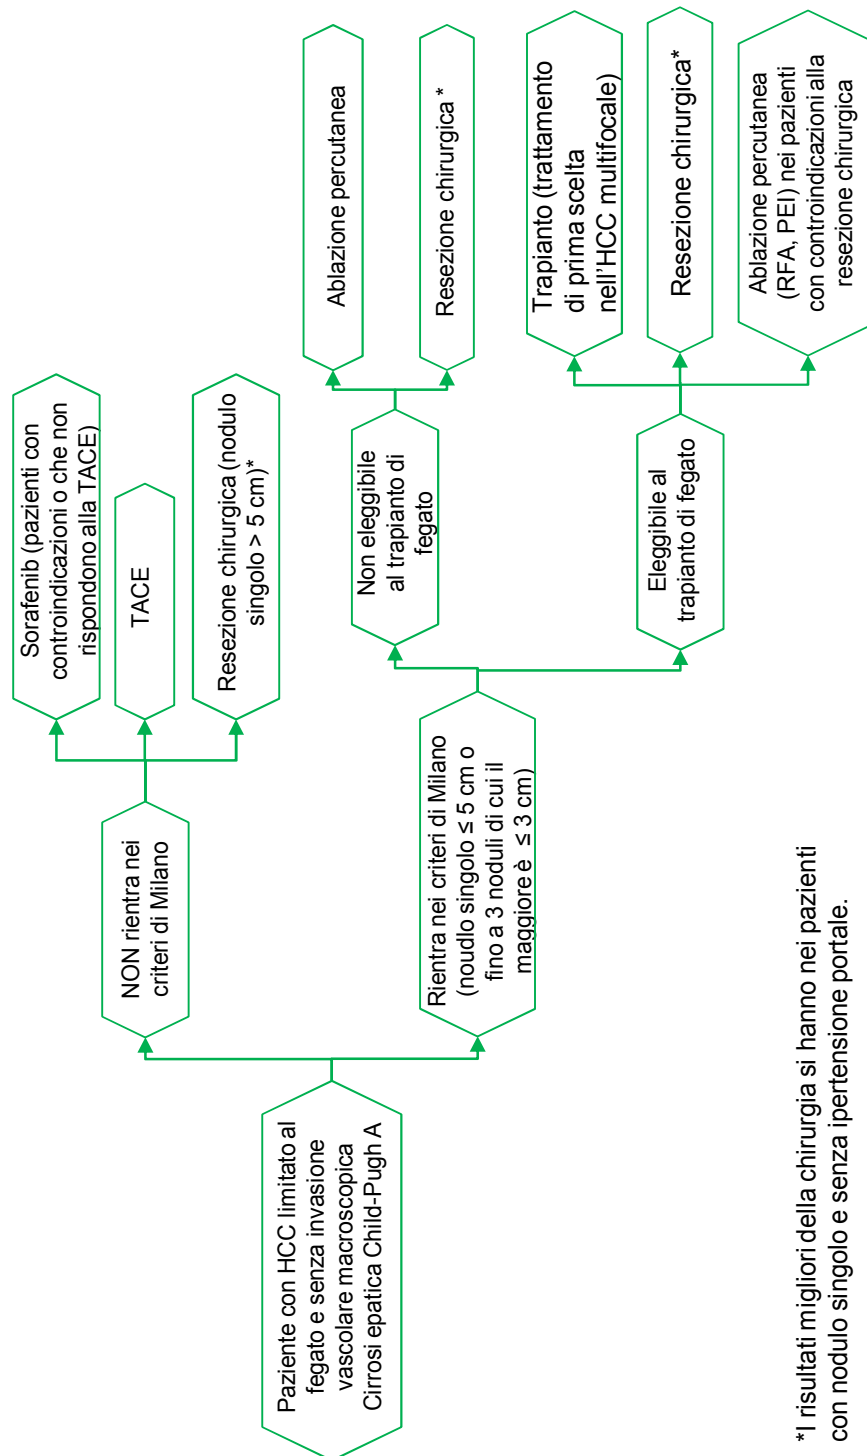 Paziente con HCC limitato al
fegato e senza invasione
vascolare macroscopica
Cirrosi epatica Child-Pugh A
NON rientra nei
criteri di Milano
Sorafenib (pazienti con
controindicazioni o che non
rispondono alla TACE)
TACE
Resezione chirurgica (nodulo
singolo > 5 cm)*
Rientra nei criteri di Milano
(noudlo singolo ≤ 5 cm o
fino a 3 noduli di cui il
maggiore è ≤ 3 cm)
Non eleggibile
al trapianto di
fegato
Ablazione percutanea
Resezione chirurgica *
Eleggibile al
trapianto di fegato
Trapianto (trattamento
di prima scelta
nell'HCC multifocale)
Resezione chirurgica*
Ablazione percutanea
(RFA, PEI) nei pazienti
con controindicazioni alla
resezione chirurgica
*I risultati migliori della chirurgia si hanno nei pazienti
con nodulo singolo e senza ipertensione portale.